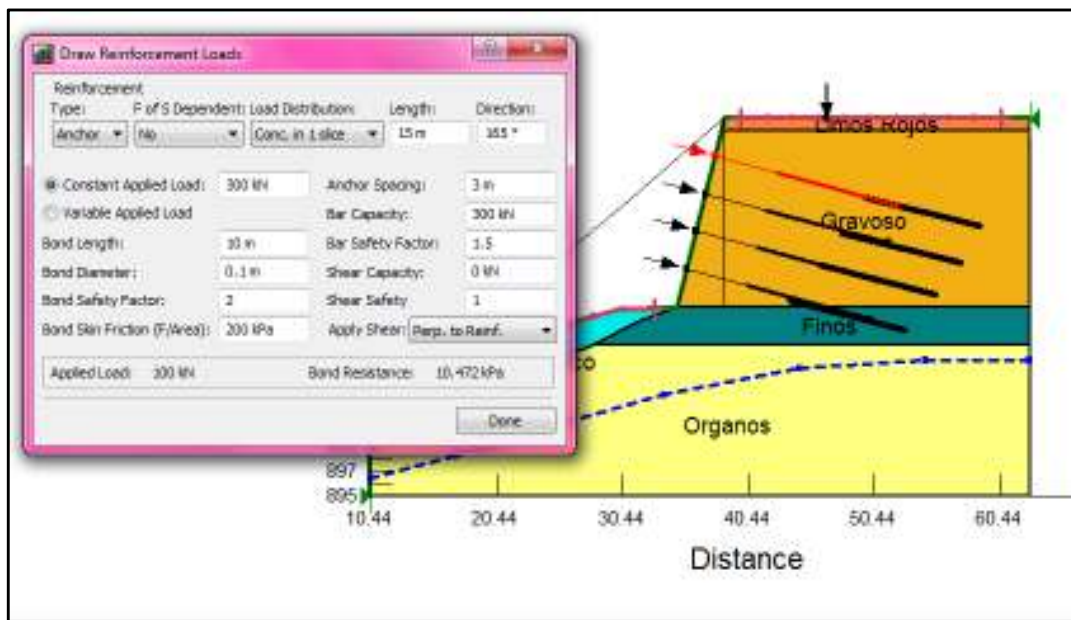 Draw Reinforcement Loads
Reinforcement
Type: F of S Dependent: Load Distribution: Length: Direction:
Anchor No Conc. in 1 slice 15 m 165 °
Constant Applied Load: 300 kN Anchor Spacing: 3 m
Variable Applied Load Bar Capacity: 300 kN
Bond Length: 10 m Bar Safety Factor: 1.5
Bond Diameter: 0.1 m Shear Capacity: 0 kN
Bond Safety Factor: 2 Shear Safety 1
Bond Skin Friction (F/Area): 200 kPa Apply Shear: Perp. to Reinf.
Applied Load: 100 kN Bond Resistance: 10.472 kPa
Done
Limos Rojos
Gravoso
Finos
co
Organos
897
895
10.44 20.44 30.44 40.44 50.44 60.44
Distance